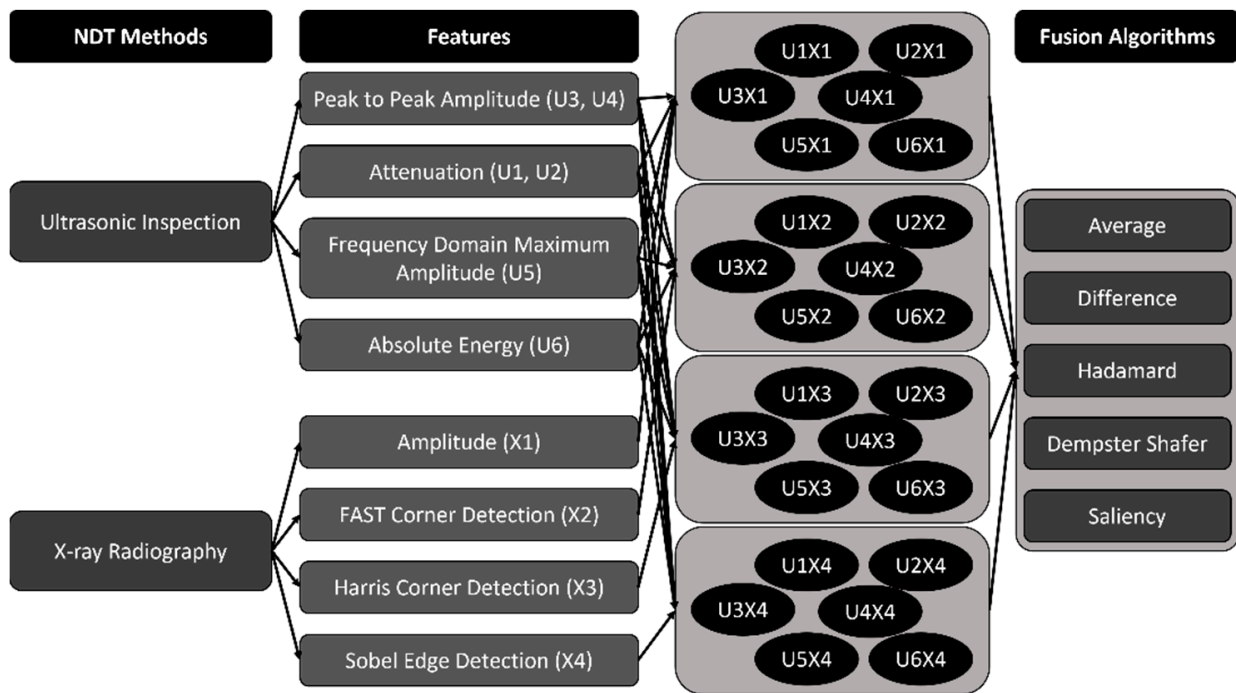 NDT Methods
Features
Fusion Algorithms
Ultrasonic Inspection
X-ray Radiography
Peak to Peak Amplitude (U3, U4)
Attenuation (U1, U2)
Frequency Domain Maximum
Amplitude (U5)
Absolute Energy (U6)
Amplitude (X1)
FAST Corner Detection (X2)
Harris Corner Detection (X3)
Sobel Edge Detection (X4)
U1X1
U2X1
U3X1
U4X1
U5X1
U6X1
U1X2
U2X2
U3X2
U4X2
U5X2
U6X2
U1X3
U2X3
U3X3
U4X3
U5X3
U6X3
U1X4
U2X4
U3X4
U4X4
U5X4
U6X4
Average
Difference
Hadamard
Dempster Shafer
Saliency